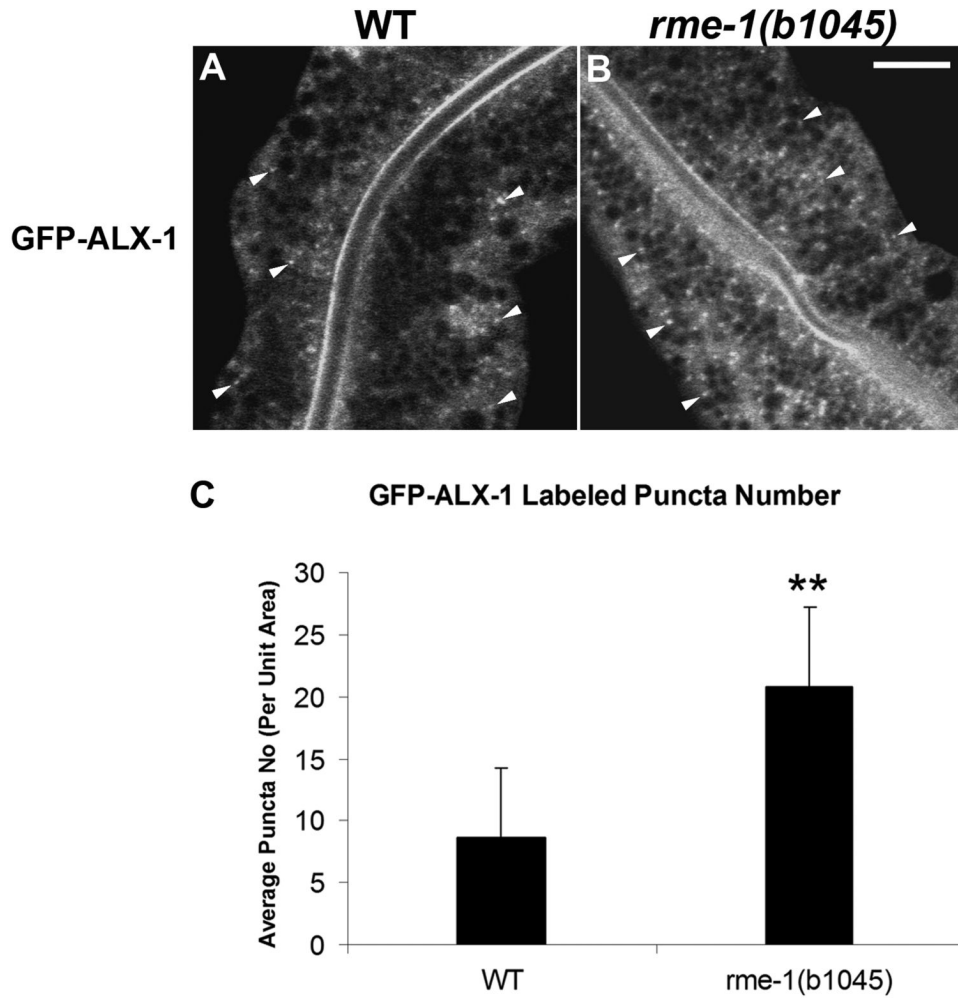 WT
rme-1(b1045)
A
B
GFP-ALX-1
C
GFP-ALX-1 Labeled Puncta Number
Average Puncta No (Per Unit Area)
30
25
20
15
10
5
0
**
WT
rme-1(b1045)